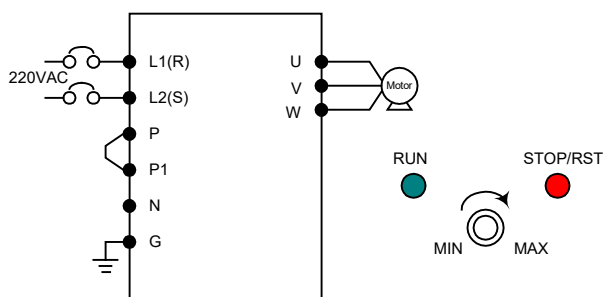 L1(R)
220VAC
L2(S)
P
P1
N
G
U
V
W
Motor
RUN
STOP/RST
MIN
MAX